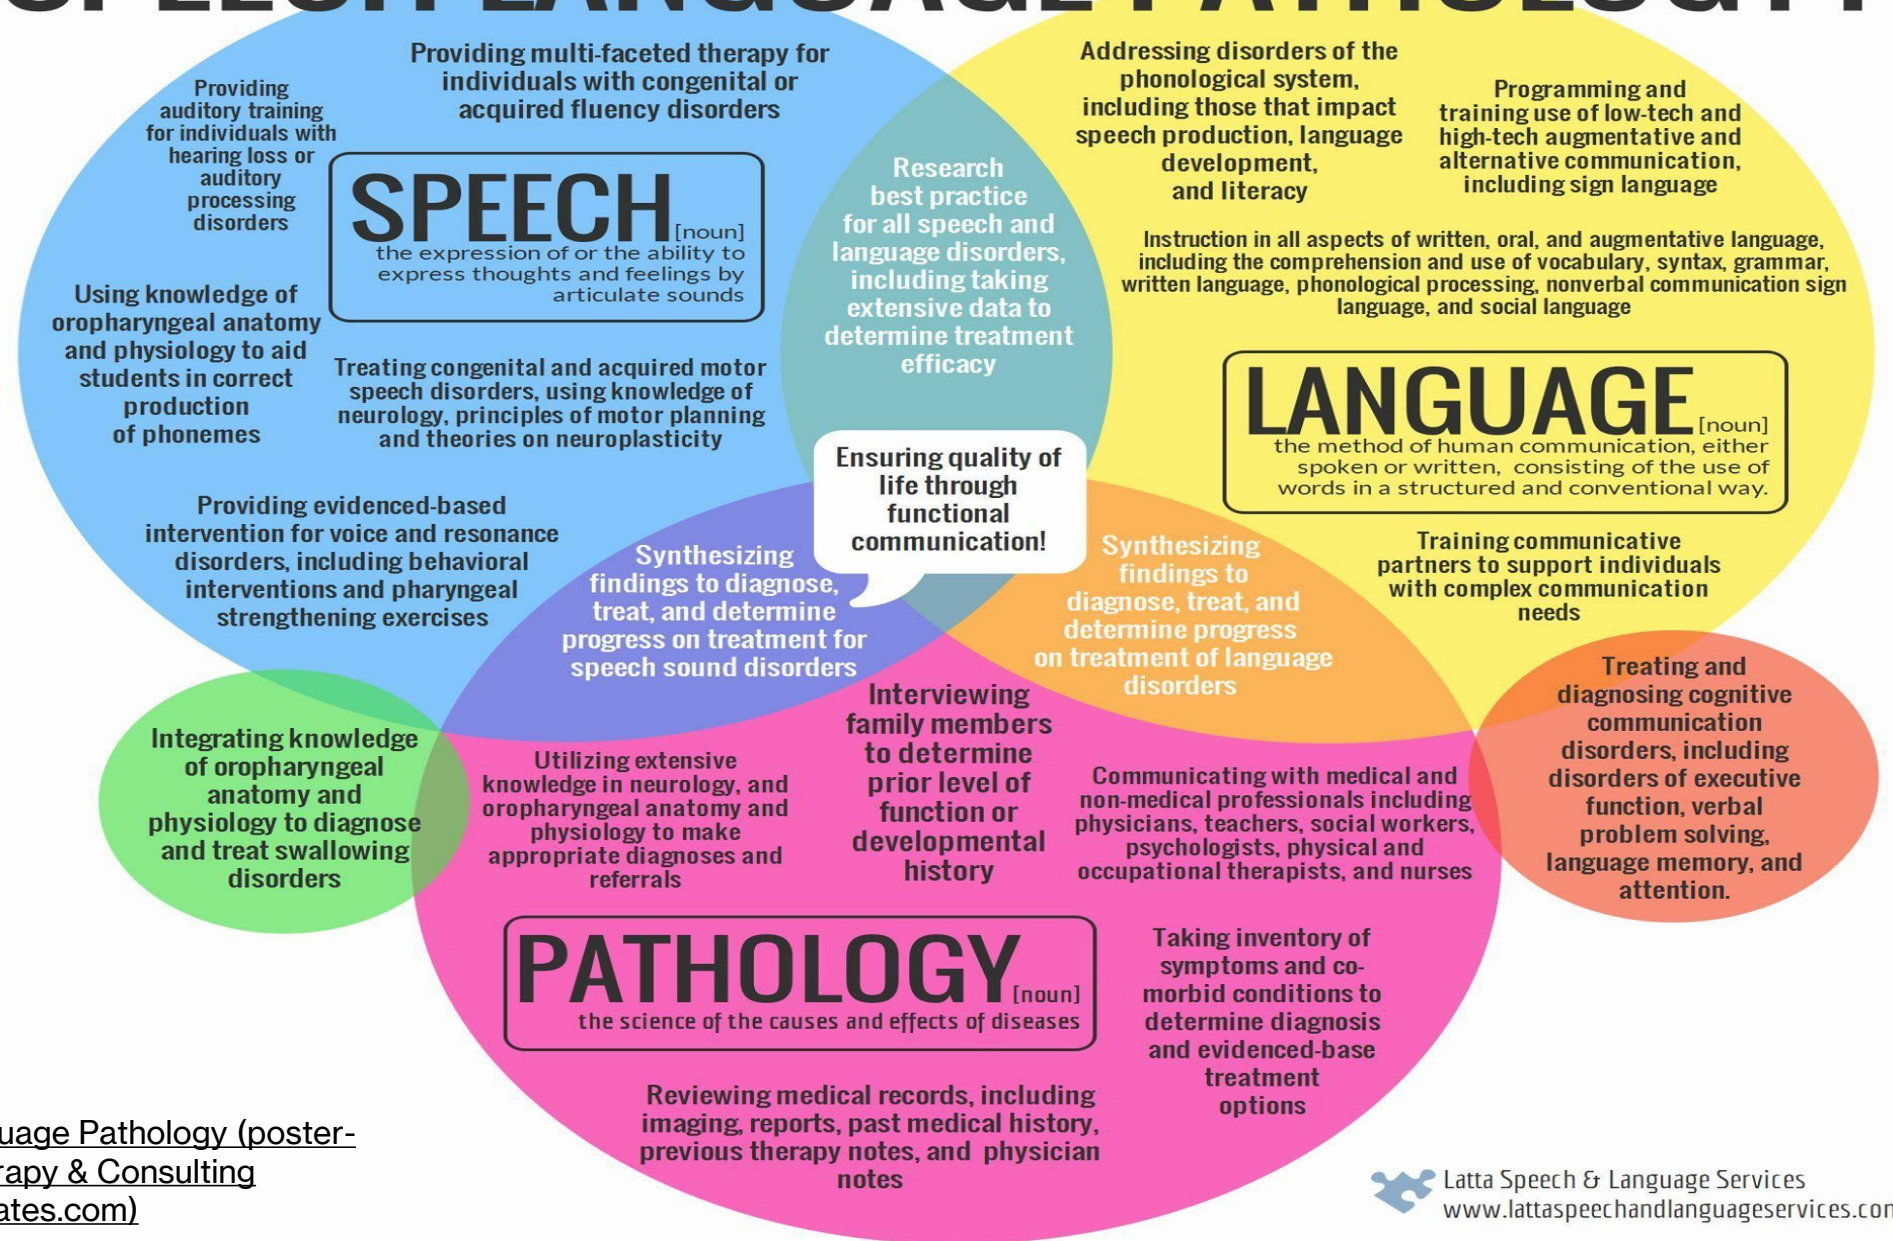 SPEECH LANGUAGE PATHOLOGY
Providing multi-faceted therapy for
individuals with congenital or
acquired fluency disorders
Providing
auditory training
for individuals with
hearing loss or
auditory
processing
disorders
SPEECH [noun]
the expression of or the ability to
express thoughts and feelings by
articulate sounds
Using knowledge of
oropharyngeal anatomy
and physiology to aid
students in correct
production
of phonemes
Treating congenital and acquired motor
speech disorders, using knowledge of
neurology, principles of motor planning
and theories on neuroplasticity
Providing evidenced-based
intervention for voice and resonance
disorders, including behavioral
interventions and pharyngeal
strengthening exercises
Research
best practice
for all speech and
language disorders,
including taking
extensive data to
determine treatment
efficacy
Addressing disorders of the
phonological system,
including those that impact
speech production, language
development,
and literacy
Programming and
training use of low-tech and
high-tech augmentative and
alternative communication,
including sign language
Instruction in all aspects of written, oral, and augmentative language,
including the comprehension and use of vocabulary, syntax, grammar,
written language, phonological processing, nonverbal communication sign
language, and social language
LANGUAGE [noun]
the method of human communication, either
spoken or written, consisting of the use of
words in a structured and conventional way.
Training communicative
partners to support individuals
with complex communication
needs
Ensuring quality of
life through
functional
communication!
Synthesizing
findings to diagnose,
treat, and determine
progress on treatment for
speech sound disorders
Synthesizing
findings to
diagnose, treat, and
determine progress
on treatment of language
disorders
Integrating knowledge
of oropharyngeal
anatomy and
physiology to diagnose
and treat swallowing
disorders
Utilizing extensive
knowledge in neurology, and
oropharyngeal anatomy and
physiology to make
appropriate diagnoses and
referrals
Interviewing
family members
to determine
prior level of
function or
developmental
history
Communicating with medical and
non-medical professionals including
physicians, teachers, social workers,
psychologists, physical and
occupational therapists, and nurses
Treating and
diagnosing cognitive
communication
disorders, including
disorders of executive
function, verbal
problem solving,
language memory, and
attention.
PATHOLOGY [noun]
the science of the causes and effects of diseases
Taking inventory of
symptoms and co-
morbid conditions to
determine diagnosis
and evidenced-base
treatment
options
Reviewing medical records, including
imaging, reports, past medical history,
previous therapy notes, and physician
notes
uage Pathology (poster-
rapy & Consulting
ates.com)
Latta Speech & Language Services
www.lattaspeechandlanguageservices.com